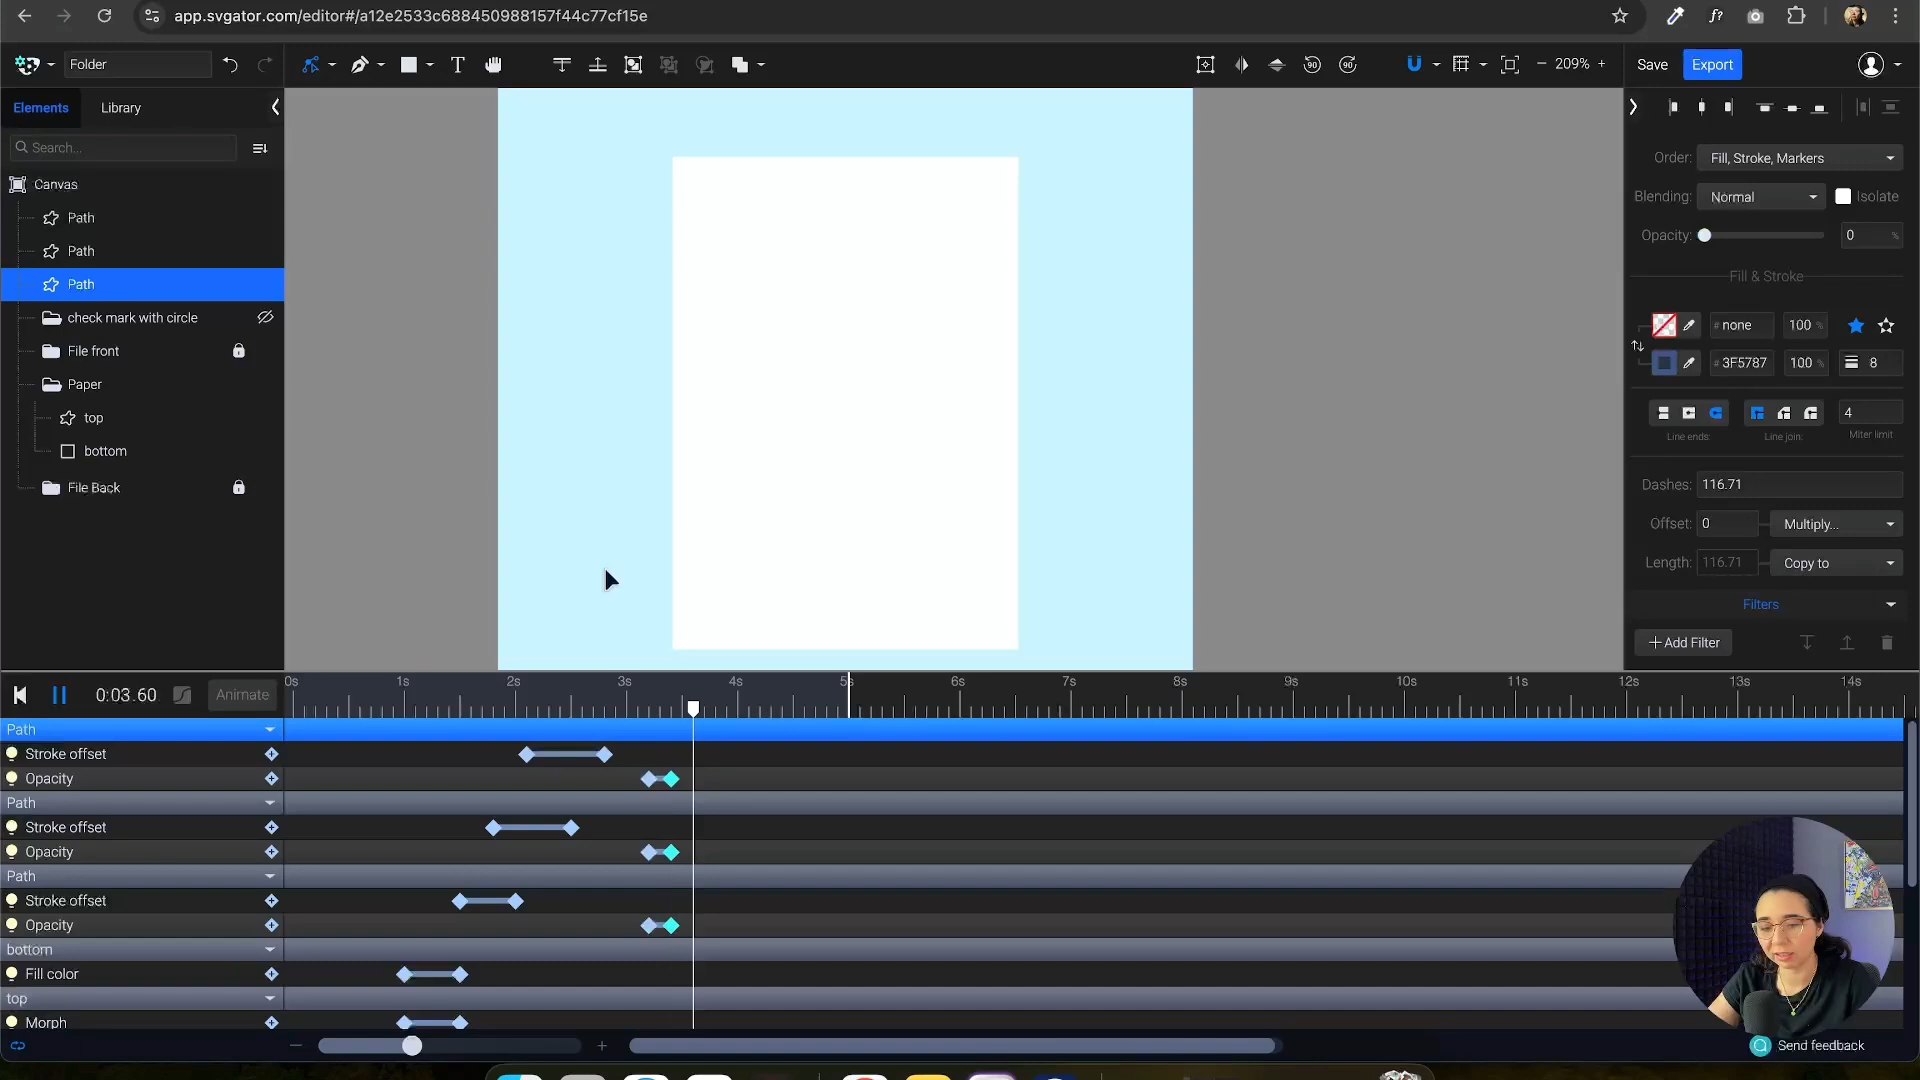 app.svgator.com/editor#/a12e2533c688450988157f44c77cf15e
Folder
209%
Save
Export
Elements
Library
Search...
Canvas
Path
Path
Path
check mark with circle
File front
Paper
top
bottom
File Back
Order:
Fill, Stroke, Markers
Blending:
Normal
Isolate
Opacity:
0
%
Fill & Stroke
# none
100 %
# 3F5787
100 %
8
4
Line ends:
Line join:
Miter limit
Dashes:
116.71
Offset:
0
Multiply...
Length:
116.71
Copy to
Filters
+ Add Filter
0:03.60
Animate
0s
1s
2s
3s
4s
5s
6s
7s
8s
9s
10s
11s
12s
13s
14s
Path
Stroke offset
Opacity
Path
Stroke offset
Opacity
Path
Stroke offset
Opacity
bottom
Fill color
top
Morph
Send feedback